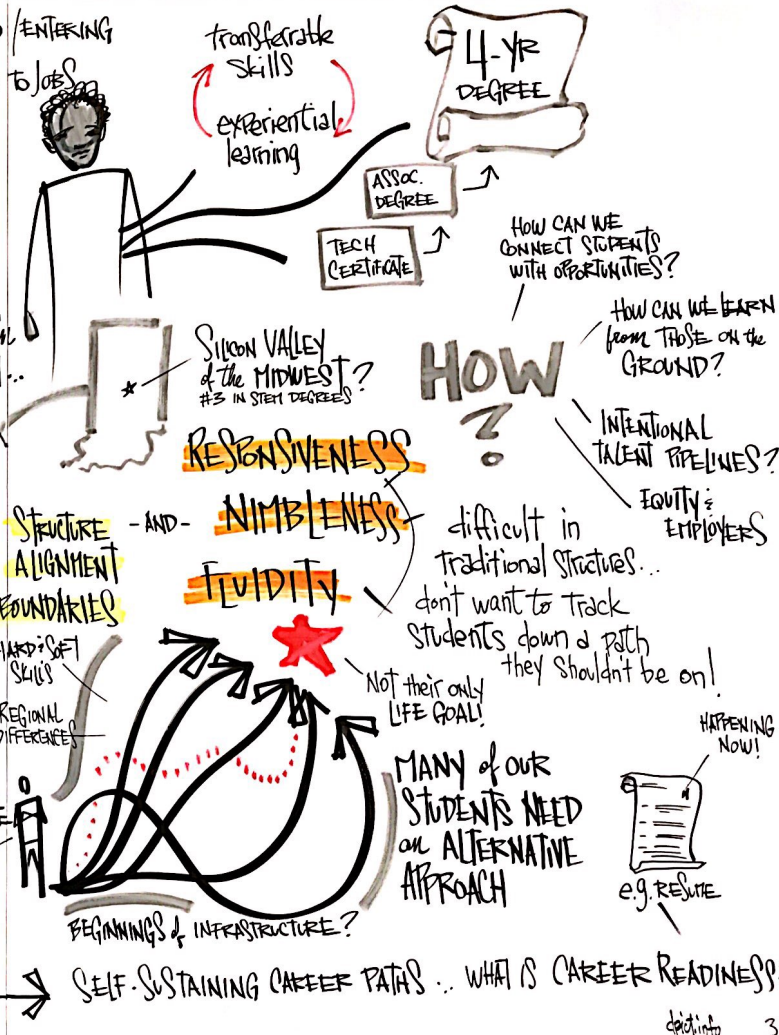 /ENTERING
to JOBS
transferrable
skills
experiential
learning
4-YR
DEGREE
ASSOC.
DEGREE
TECH
CERTIFICATE
HOW CAN WE
CONNECT STUDENTS
WITH OPPORTUNITIES?
HOW CAN WE LEARN
from THOSE ON the
GROUND?
HOW
?
INTENTIONAL
TALENT PIPELINES?
EQUITY &
EMPLOYERS
SILICON VALLEY
of the MIDWEST?
#3 IN STEM DEGREES
RESPONSIVENESS
STRUCTURE
ALIGNMENT
BOUNDARIES
- AND -
NIMBLENESS
FLUIDITY
difficult in
traditional structures...
don't want to track
students down a path
they shouldn't be on!
HARD & SOFT
SKILLS
REGIONAL
DIFFERENCES
Not their only
LIFE GOAL!
MANY of OUR
STUDENTS NEED
an ALTERNATIVE
APPROACH
HAPPENING
NOW!
e.g. RESUME
BEGINNINGS of INFRASTRUCTURE?
SELF-SUSTAINING CAREER PATHS... WHAT IS CAREER READINESS
3